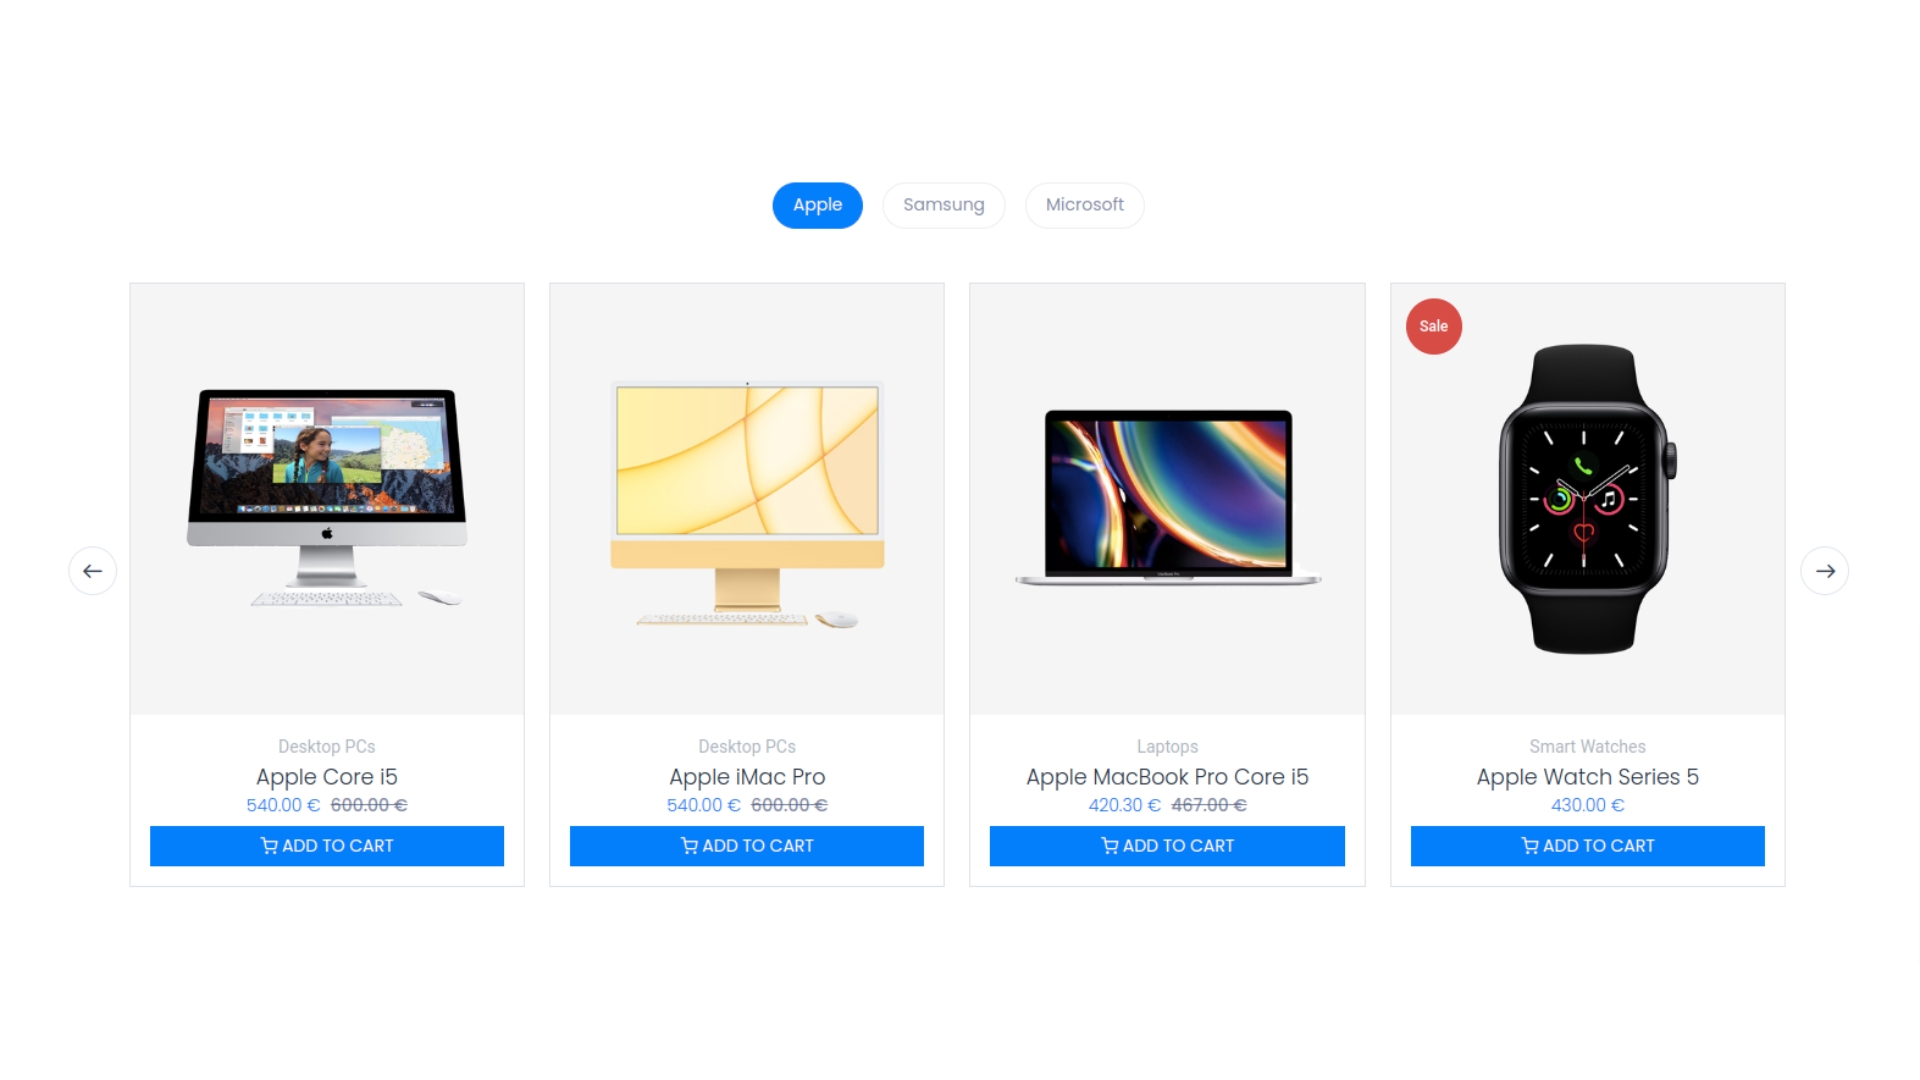 Apple
Samsung
Microsoft
Sale
Desktop PCs
Apple Core i5
540.00 € 600.00 €
ADD TO CART
Desktop PCs
Apple iMac Pro
540.00 € 600.00 €
ADD TO CART
Laptops
Apple MacBook Pro Core i5
420.30 € 467.00 €
ADD TO CART
Smart Watches
Apple Watch Series 5
430.00 €
ADD TO CART